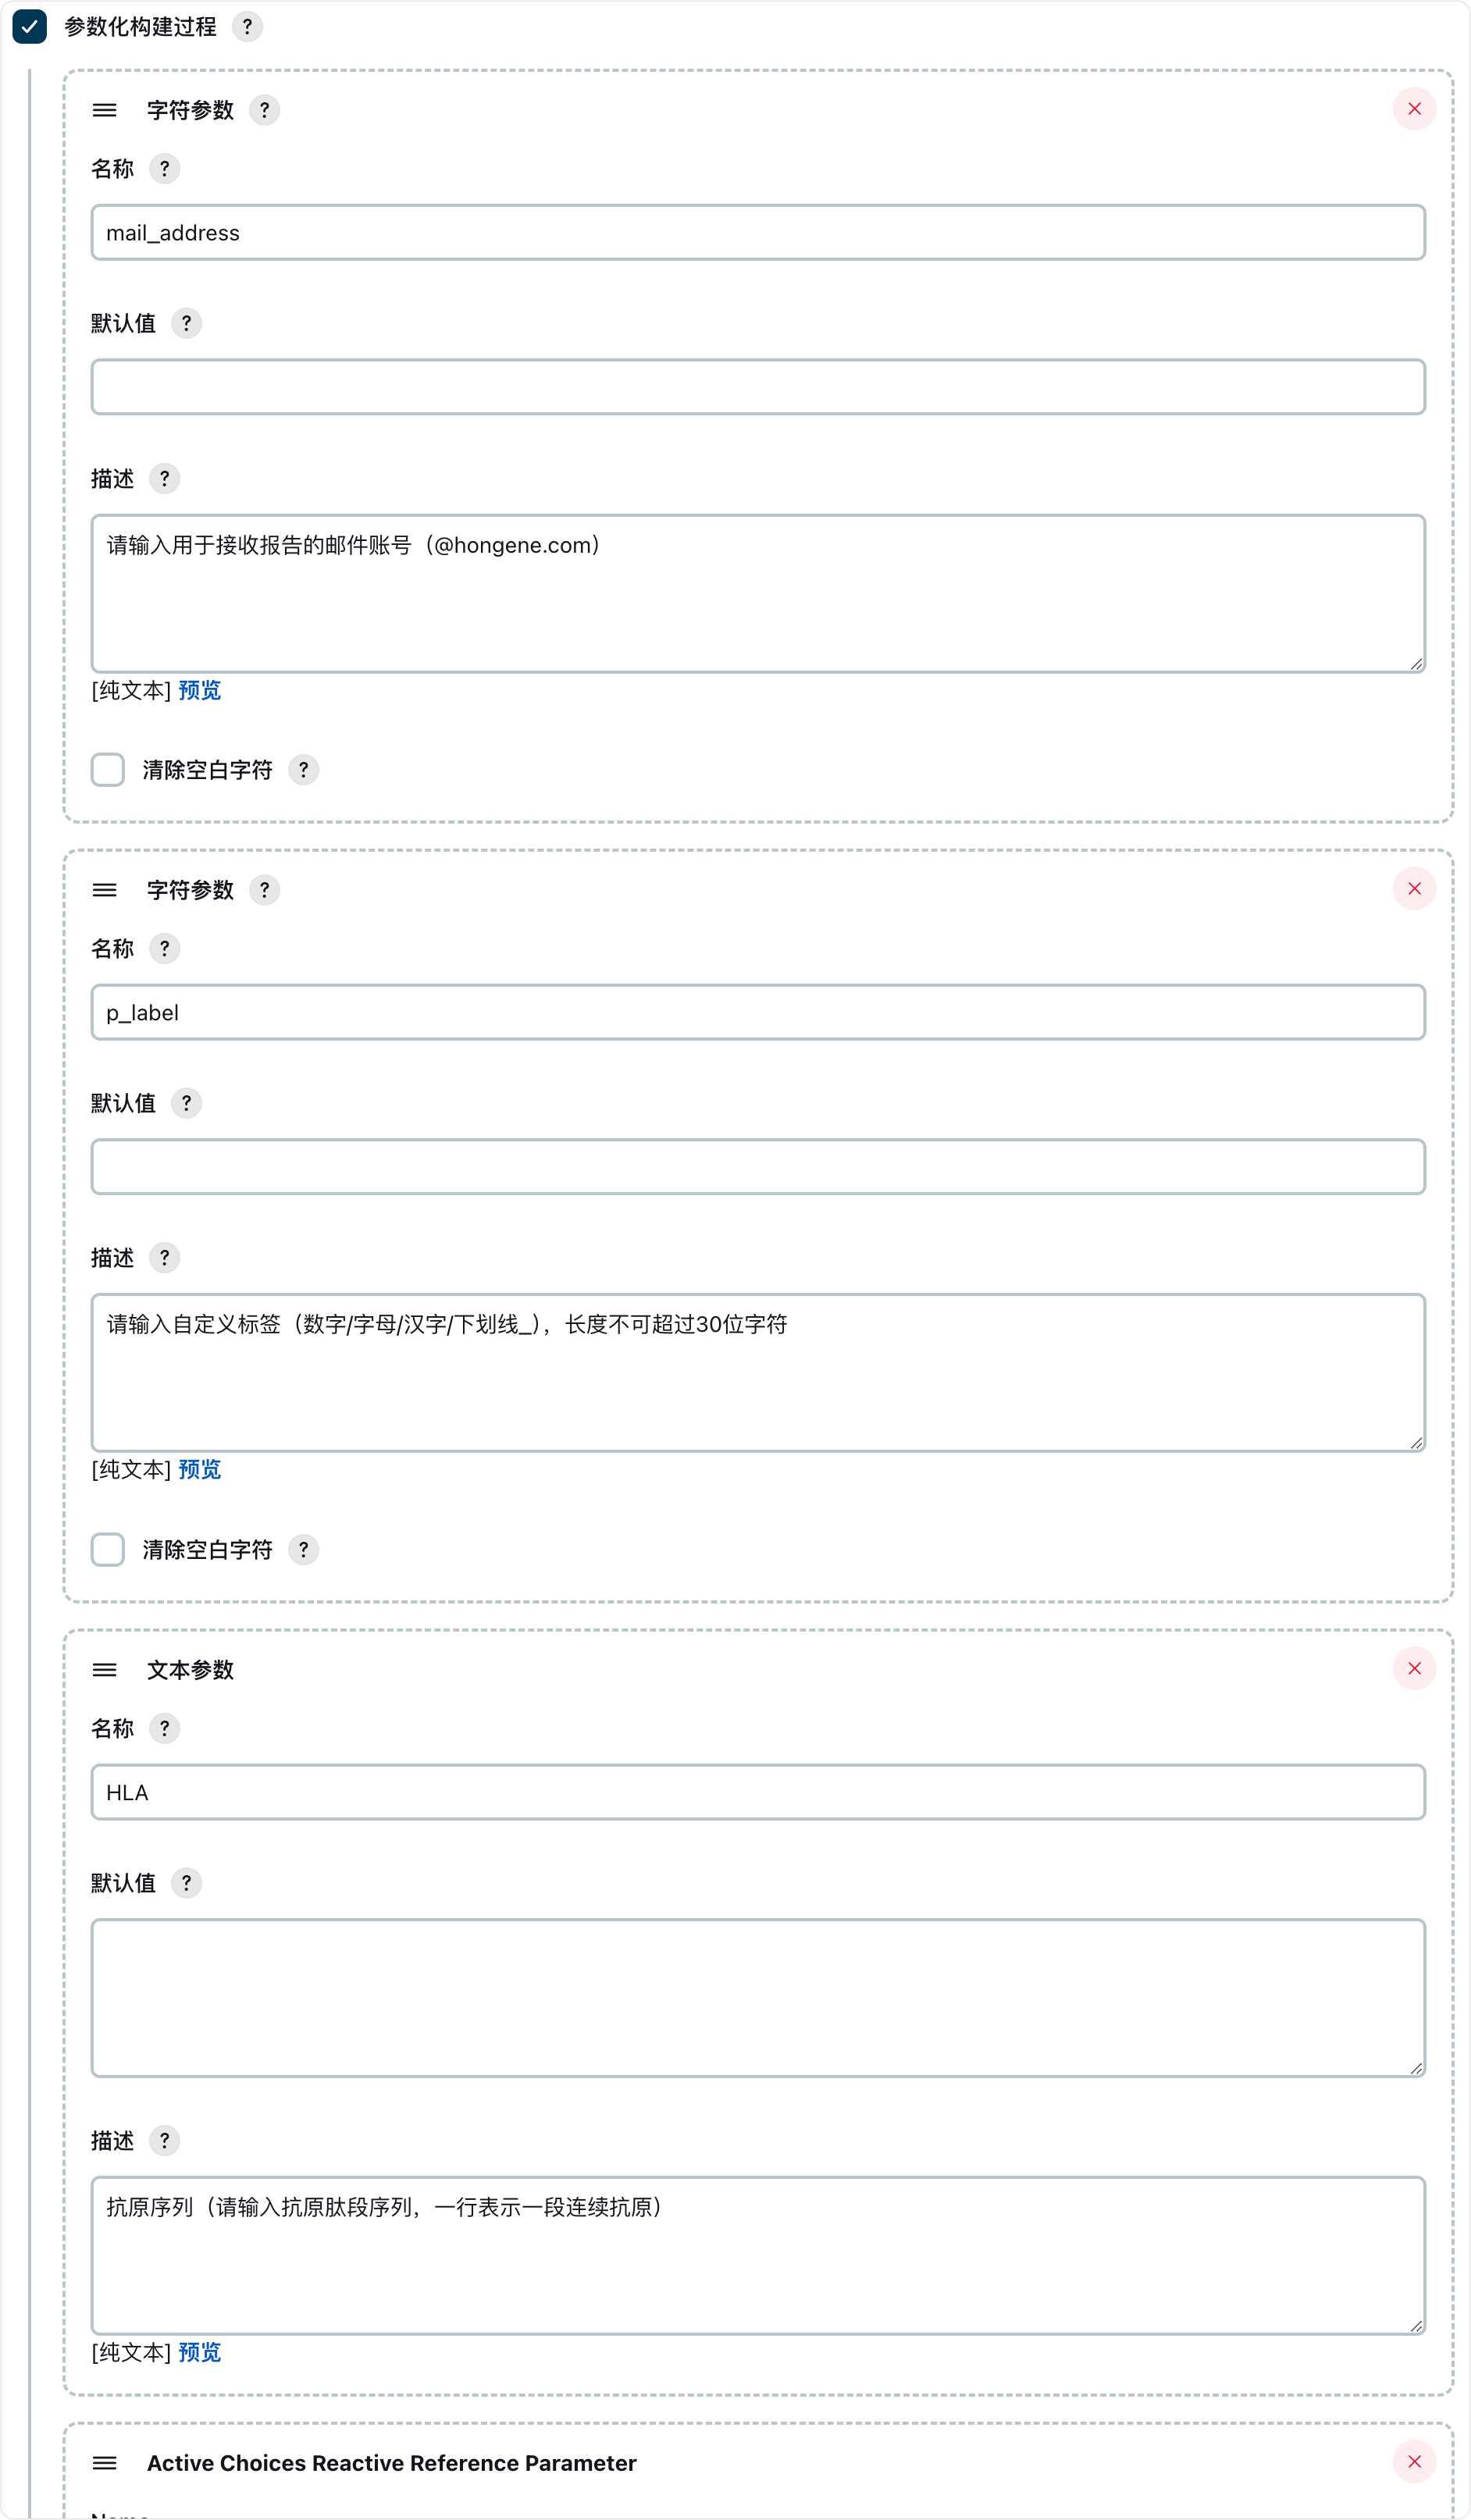 参数化构建过程 ?
字符参数 ?
名称 ?
mail_address
默认值 ?
描述 ?
请输入用于接收报告的邮件账号（@hongene.com）
[纯文本] 预览
清除空白字符 ?
字符参数 ?
名称 ?
p_label
默认值 ?
描述 ?
请输入自定义标签（数字/字母/汉字/下划线_），长度不可超过30位字符
[纯文本] 预览
清除空白字符 ?
文本参数
名称 ?
HLA
默认值 ?
描述 ?
抗原序列（请输入抗原肽段序列，一行表示一段连续抗原）
[纯文本] 预览
Active Choices Reactive Reference Parameter